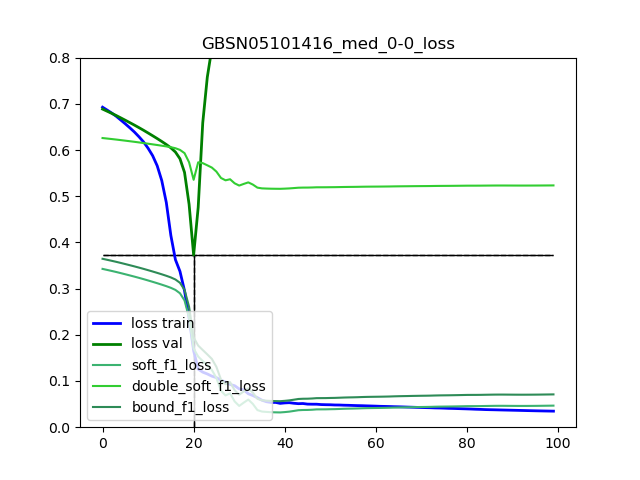 GBSN05101416_med_0-0_loss
0.8
0.7
0.6
0.5
0.4
0.3
0.2
0.1
0.0
loss train
loss val
soft_f1_loss
double_soft_f1_loss
bound_f1_loss
0 20 40 60 80 100